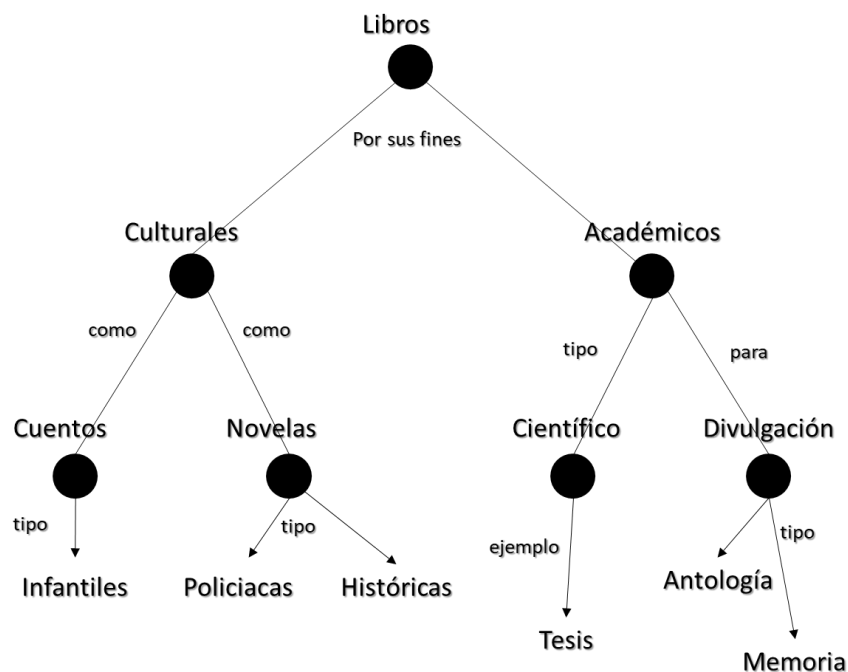 Libros
Por sus fines
Culturales
Académicos
como
como
tipo
para
Cuentos
Novelas
Científico
Divulgación
tipo
tipo
ejemplo
tipo
Infantiles
Policiacas
Históricas
Antología
Tesis
Memoria